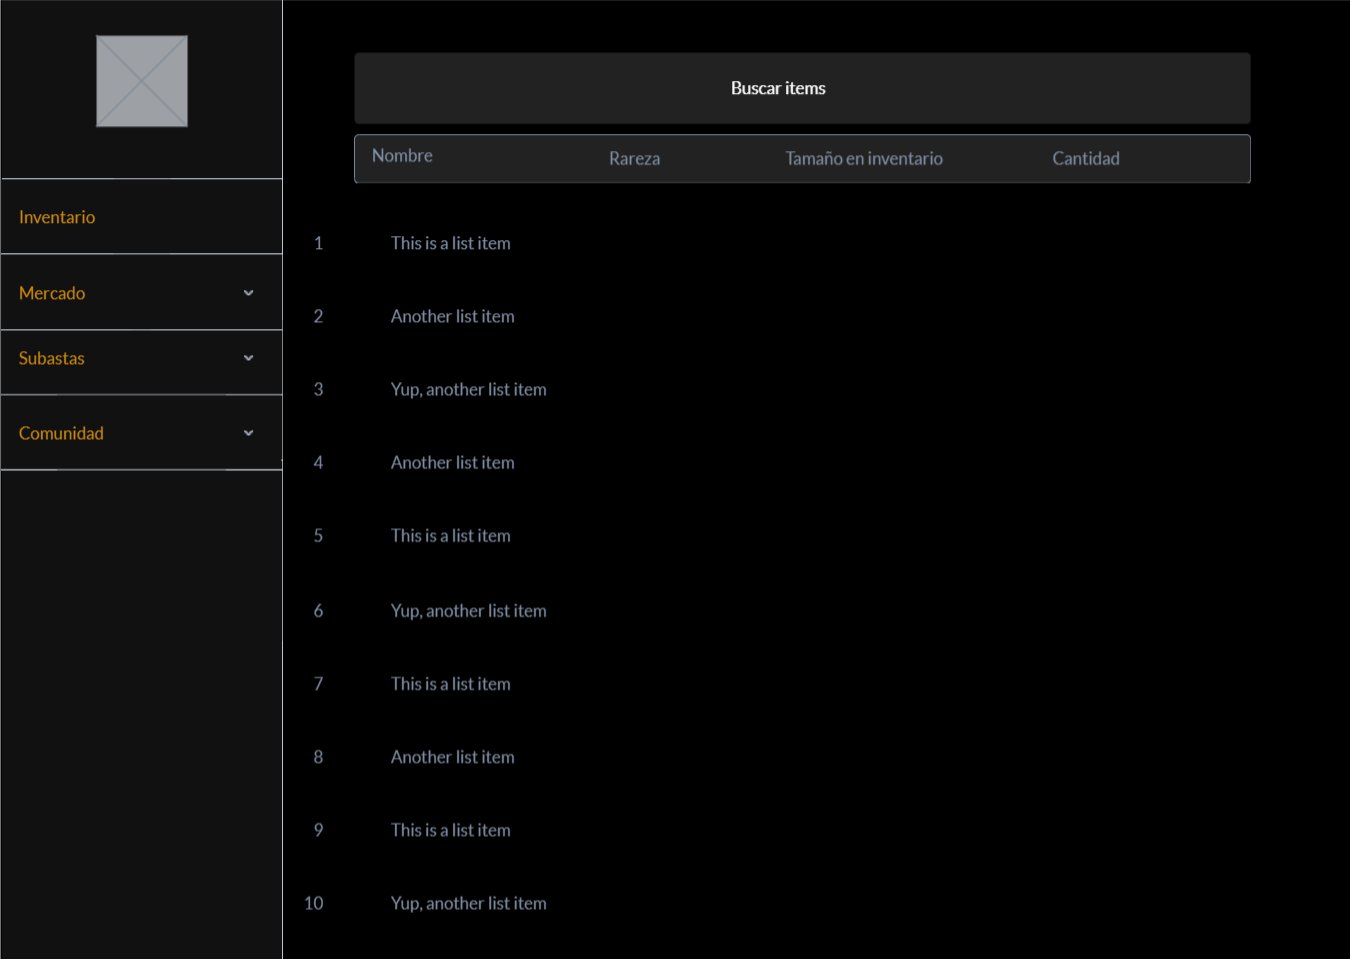 Inventario
Mercado
Subastas
Comunidad
Buscar items
Nombre Rareza Tamaño en inventario Cantidad
1 This is a list item
2 Another list item
3 Yup, another list item
4 Another list item
5 This is a list item
6 Yup, another list item
7 This is a list item
8 Another list item
9 This is a list item
10 Yup, another list item